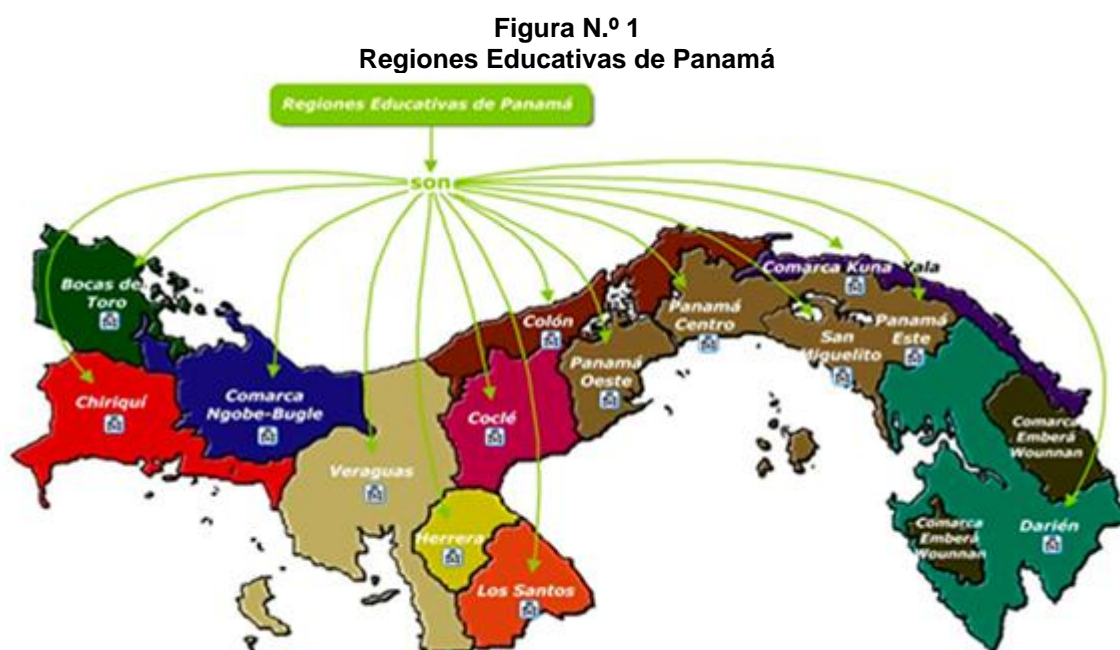 Figura N.º 1
Regiones Educativas de Panamá
Regiones Educativas de Panamá
son
Bocas de
Toro
Chiriquí
Comarca
Ngobe-Bugle
Veraguas
Herrera
Los Santos
Coclé
Colón
Panamá
Oeste
Panamá
Centro
Comarca Kuna Yala
San
Miguelito
Panamá
Este
Comarca
Emberá
Wounnan
Comarca
Emberá
Wounnan
Darién